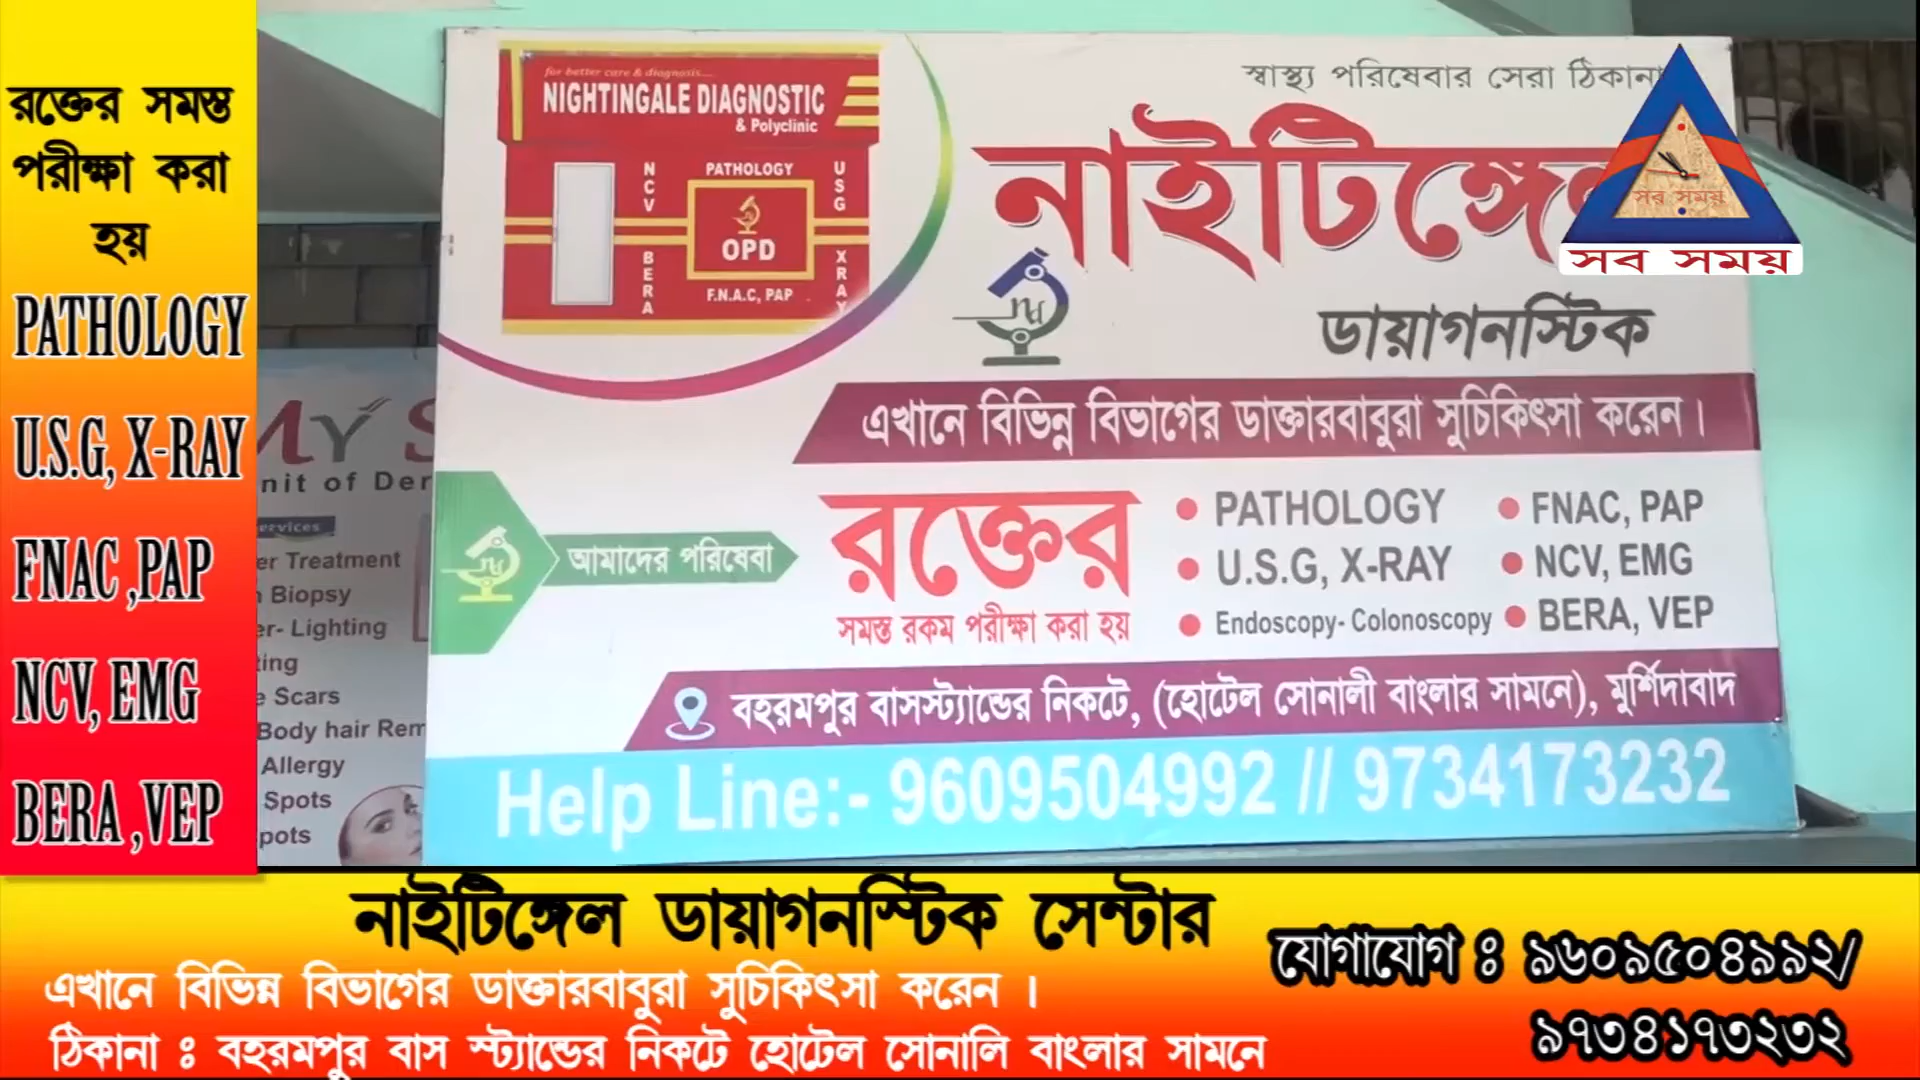 রক্তের সমস্ত
পরীক্ষা করা
হয়
PATHOLOGY
U.S.G, X-RAY
FNAC ,PAP
NCV, EMG
BERA ,VEP
for better care & diagnosis....
NIGHTINGALE DIAGNOSTIC
& Polyclinic
NCV
PATHOLOGY
USG
OPD
BERA
F.N.A.C, PAP
XRAY
স্বাস্থ্য পরিষেবার সেরা ঠিকানা
নাইটিঙ্গেল
nd
ডায়াগনস্টিক
সব সময়
সব সময়
এখানে বিভিন্ন বিভাগের ডাক্তারবাবুরা সুচিকিৎসা করেন ।
nd
আমাদের পরিষেবা
রক্তের
সমস্ত রকম পরীক্ষা করা হয়
PATHOLOGY
FNAC, PAP
U.S.G, X-RAY
NCV, EMG
Endoscopy- Colonoscopy
BERA, VEP
বহরমপুর বাসস্ট্যান্ডের নিকটে, (হোটেল সোনালী বাংলার সামনে), মুর্শিদাবাদ
Help Line:- 9609504992 // 9734173232
My S
nit of Der
ervices
er Treatment
Biopsy
er- Lighting
ting
e Scars
Body hair Rem
Allergy
Spots
pots
নাইটিঙ্গেল ডায়াগনস্টিক সেন্টার
এখানে বিভিন্ন বিভাগের ডাক্তারবাবুরা সুচিকিৎসা করেন ।
ঠিকানা ঃ বহরমপুর বাস স্ট্যান্ডের নিকটে হোটেল সোনালি বাংলার সামনে
যোগাযোগ ঃ ৯৬০৯৫০৪৯৯২/
৯৭৩৪১৭৩২৩২